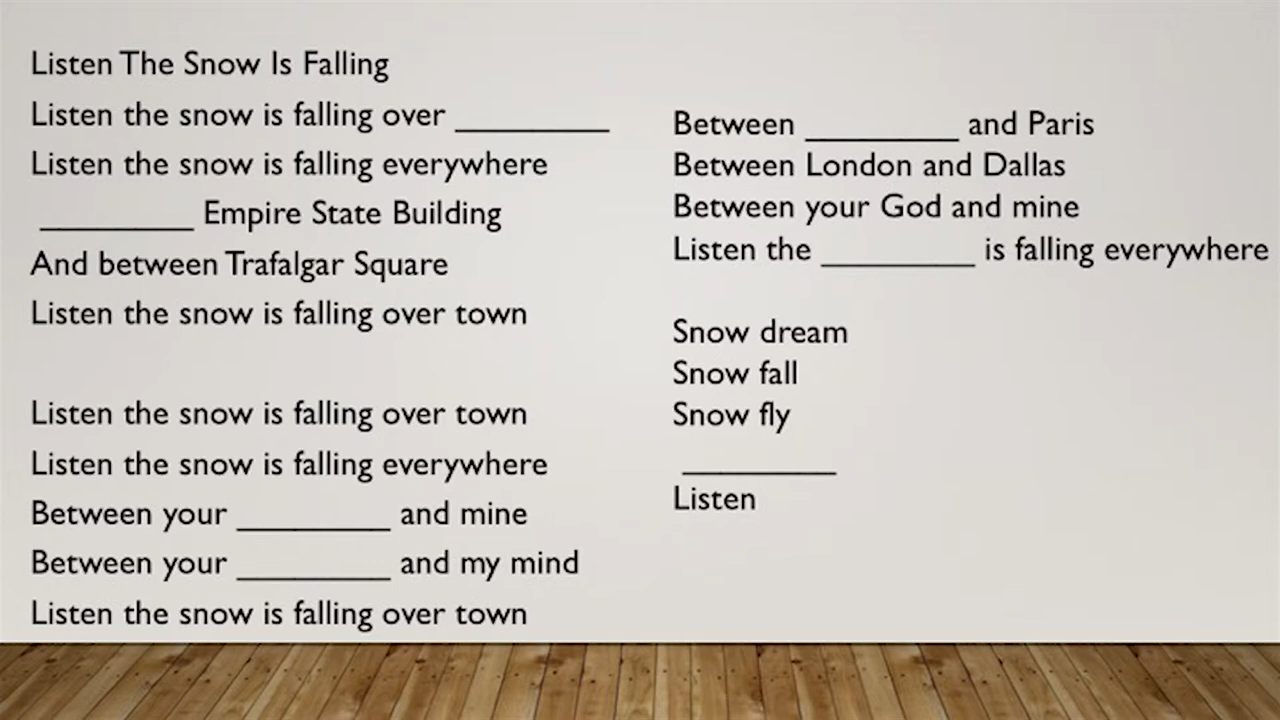 Listen The Snow Is Falling
Listen the snow is falling over _________
Listen the snow is falling everywhere
_________ Empire State Building
And between Trafalgar Square
Listen the snow is falling over town
Listen the snow is falling over town
Listen the snow is falling everywhere
Between your _________ and mine
Between your _________ and my mind
Listen the snow is falling over town
Between _________ and Paris
Between London and Dallas
Between your God and mine
Listen the _________ is falling everywhere
Snow dream
Snow fall
Snow fly
_________
Listen